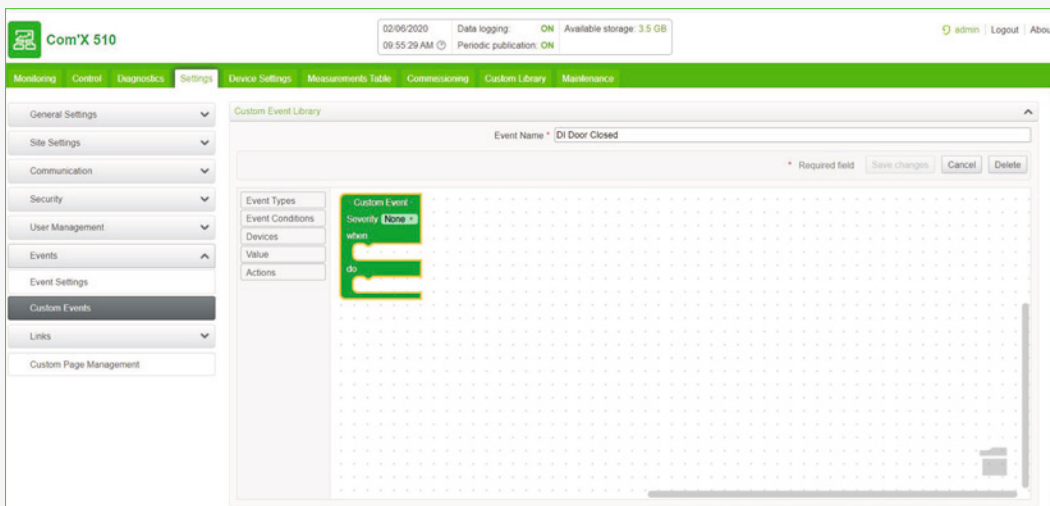 Com'X 510
02/06/2020 Data logging: ON Available storage: 3.5 GB
09:55:29 AM Periodic publication: ON
admin Logout Abou
Monitoring Control Diagnostics Settings Device Settings Measurements Table Commissioning Custom Library Maintenance
General Settings
Site Settings
Communication
Security
User Management
Events
Event Settings
Custom Events
Links
Custom Page Management
Custom Event Library
Event Name * DI Door Closed
* Required field Save changes Cancel Delete
Event Types
Event Conditions
Devices
Value
Actions
Custom Event
Severity None
when
do